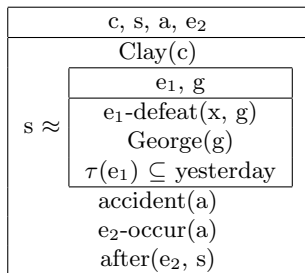 c, s, a, e₂
Clay(c)
e₁, g
e₁-defeat(x, g)
s ≈
George(g)
τ(e₁) ⊆ yesterday
accident(a)
e₂-occur(a)
after(e₂, s)